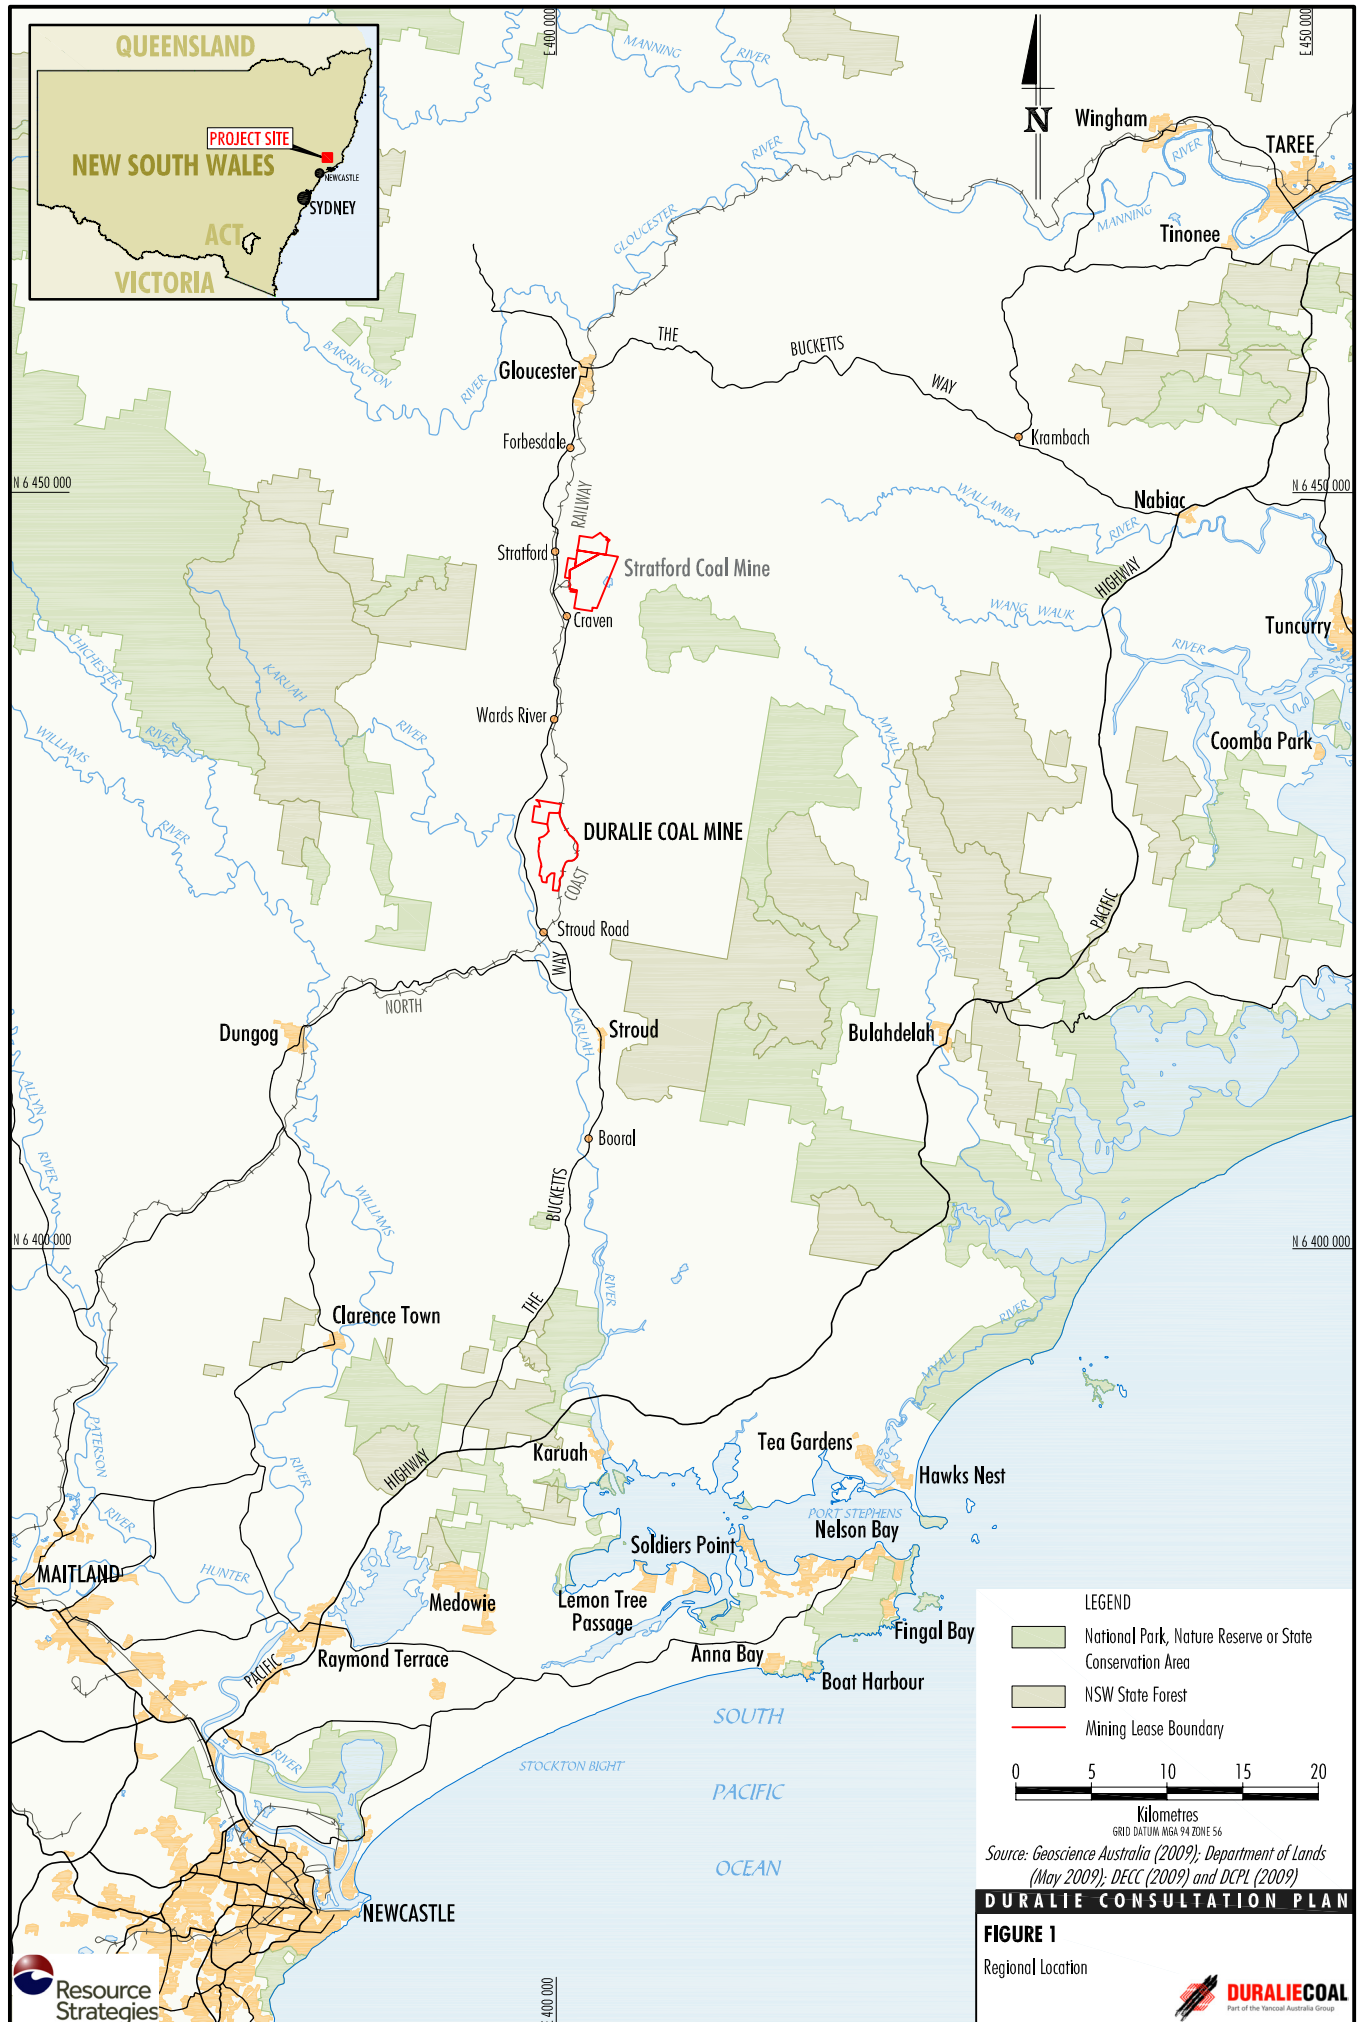 QUEENSLAND
PROJECT SITE
NEW SOUTH WALES
NEWCASTLE
SYDNEY
ACT
VICTORIA
E 400 000
E 450 000
MANNING
RIVER
N
Wingham
RIVER
TAREE
MANNING
Tinonee
RIVER
GLOUCESTER
BARRINGTON
RIVER
THE
BUCKETTS
WAY
Gloucester
Forbesdale
Krambach
N 6 450 000
N 6 450 000
RAILWAY
WALLAMBA
RIVER
Nabiac
Stratford
Stratford Coal Mine
HIGHWAY
WANG WAUK
Craven
Tuncurry
RIVER
CHICHESTER
RIVER
KARUAH
RIVER
Wards River
WILLIAMS
RIVER
MYALL
Coomba Park
DURALIE COAL MINE
COAST
PACIFIC
Stroud Road
WAY
RIVER
NORTH
Dungog
KARUAH
Stroud
Bulahdelah
ALLYN
RIVER
Booral
WILLIAMS
BUCKETTS
N 6 400 000
N 6 400 000
RIVER
THE
Clarence Town
RIVER
MYALL
PATERSON
RIVER
HIGHWAY
Karuah
Tea Gardens
Hawks Nest
RIVER
PORT STEPHENS
Nelson Bay
Soldiers Point
MAITLAND
HUNTER
Medowie
Lemon Tree
Passage
Fingal Bay
Raymond Terrace
PACIFIC
Anna Bay
Boat Harbour
SOUTH
PACIFIC
OCEAN
STOCKTON BIGHT
RIVER
NEWCASTLE
E 400 000
LEGEND
National Park, Nature Reserve or State
Conservation Area
NSW State Forest
Mining Lease Boundary
0 5 10 15 20
Kilometres
GRID DATUM MGA 94 ZONE 56
Source: Geoscience Australia (2009); Department of Lands
(May 2009); DECC (2009) and DCPL (2009)
DURALIE CONSULTATION PLAN
FIGURE 1
Regional Location
Resource
Strategies
DURALIECOAL
Part of the Yancoal Australia Group